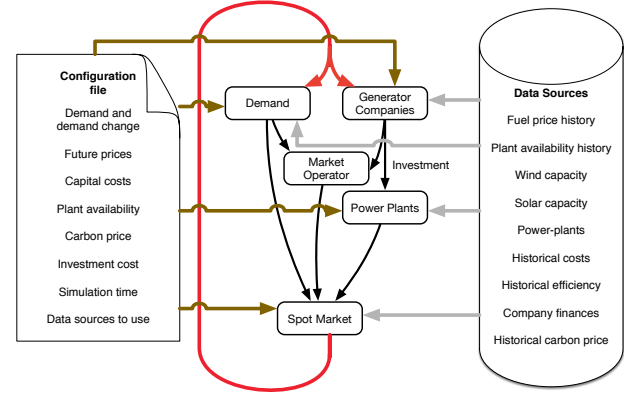 Configuration
file
Demand and
demand change
Future prices
Capital costs
Plant availability
Carbon price
Investment cost
Simulation time
Data sources to use
Demand
Generator
Companies
Market
Operator
Investment
Power Plants
Spot Market
Data Sources
Fuel price history
Plant availability history
Wind capacity
Solar capacity
Power-plants
Historical costs
Historical efficiency
Company finances
Historical carbon price